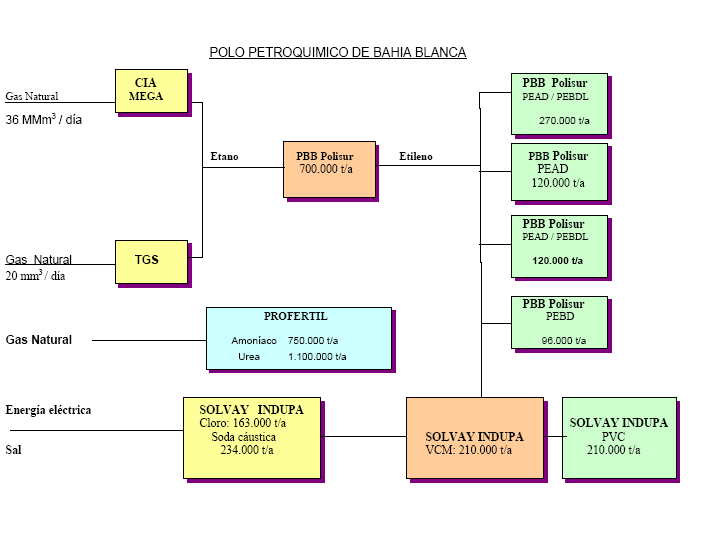 POLO PETROQUIMICO DE BAHIA BLANCA
Gas Natural
36 MMm³ / día
CIA
MEGA
Etano
PBB Polisur
700.000 t/a
Etileno
PBB Polisur
PEAD / PEBDL
270.000 t/a
PBB Polisur
PEAD
120.000 t/a
PBB Polisur
PEAD / PEBDL
120.000 t/a
PBB Polisur
PEBD
96.000 t/a
Gas Natural
20 mm³ / día
TGS
Gas Natural
PROFERTIL
Amoníaco 750.000 t/a
Urea 1.100.000 t/a
Energía eléctrica
Sal
SOLVAY INDUPA
Cloro: 163.000 t/a
Soda cáustica
234.000 t/a
SOLVAY INDUPA
VCM: 210.000 t/a
SOLVAY INDUPA
PVC
210.000 t/a